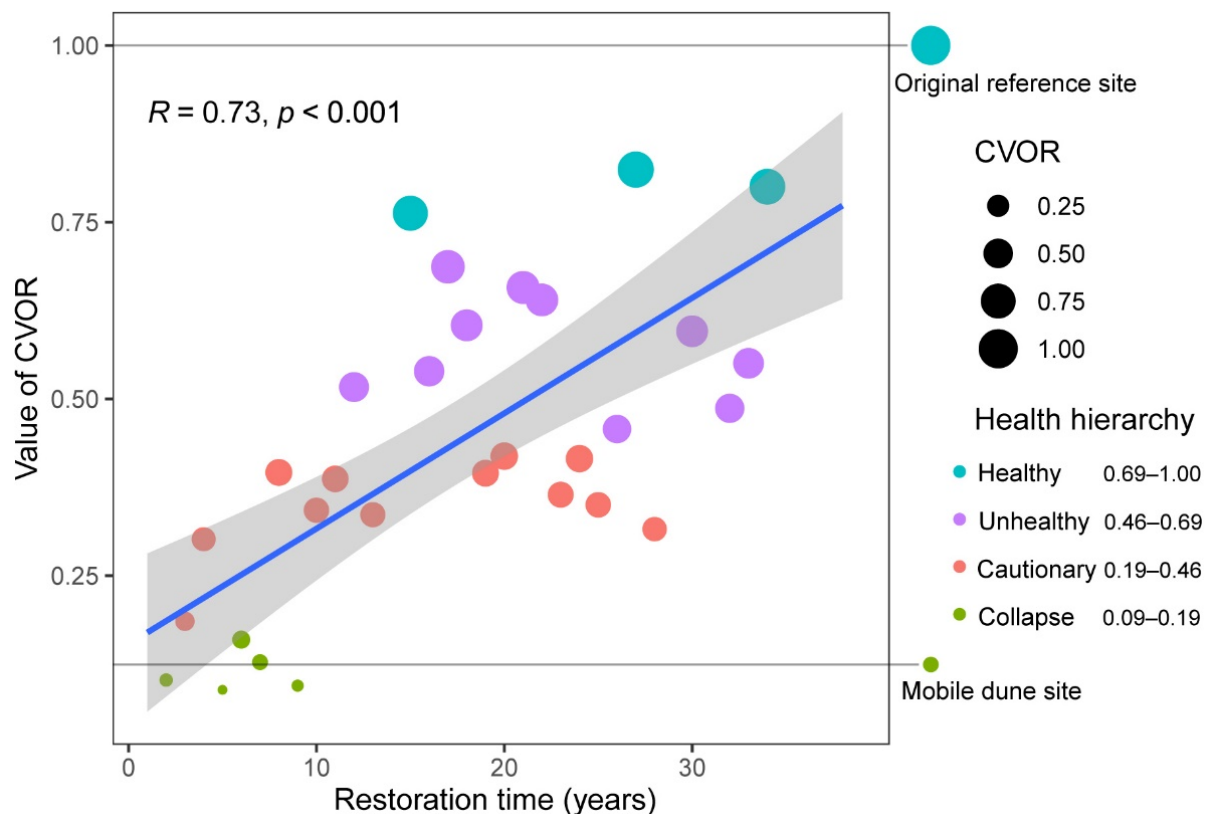 Value of CVOR
1.00
0.75
0.50
0.25
R = 0.73, p < 0.001
0
10
20
30
Restoration time (years)
Original reference site
CVOR
0.25
0.50
0.75
1.00
Health hierarchy
Healthy 0.69–1.00
Unhealthy 0.46–0.69
Cautionary 0.19–0.46
Collapse 0.09–0.19
Mobile dune site